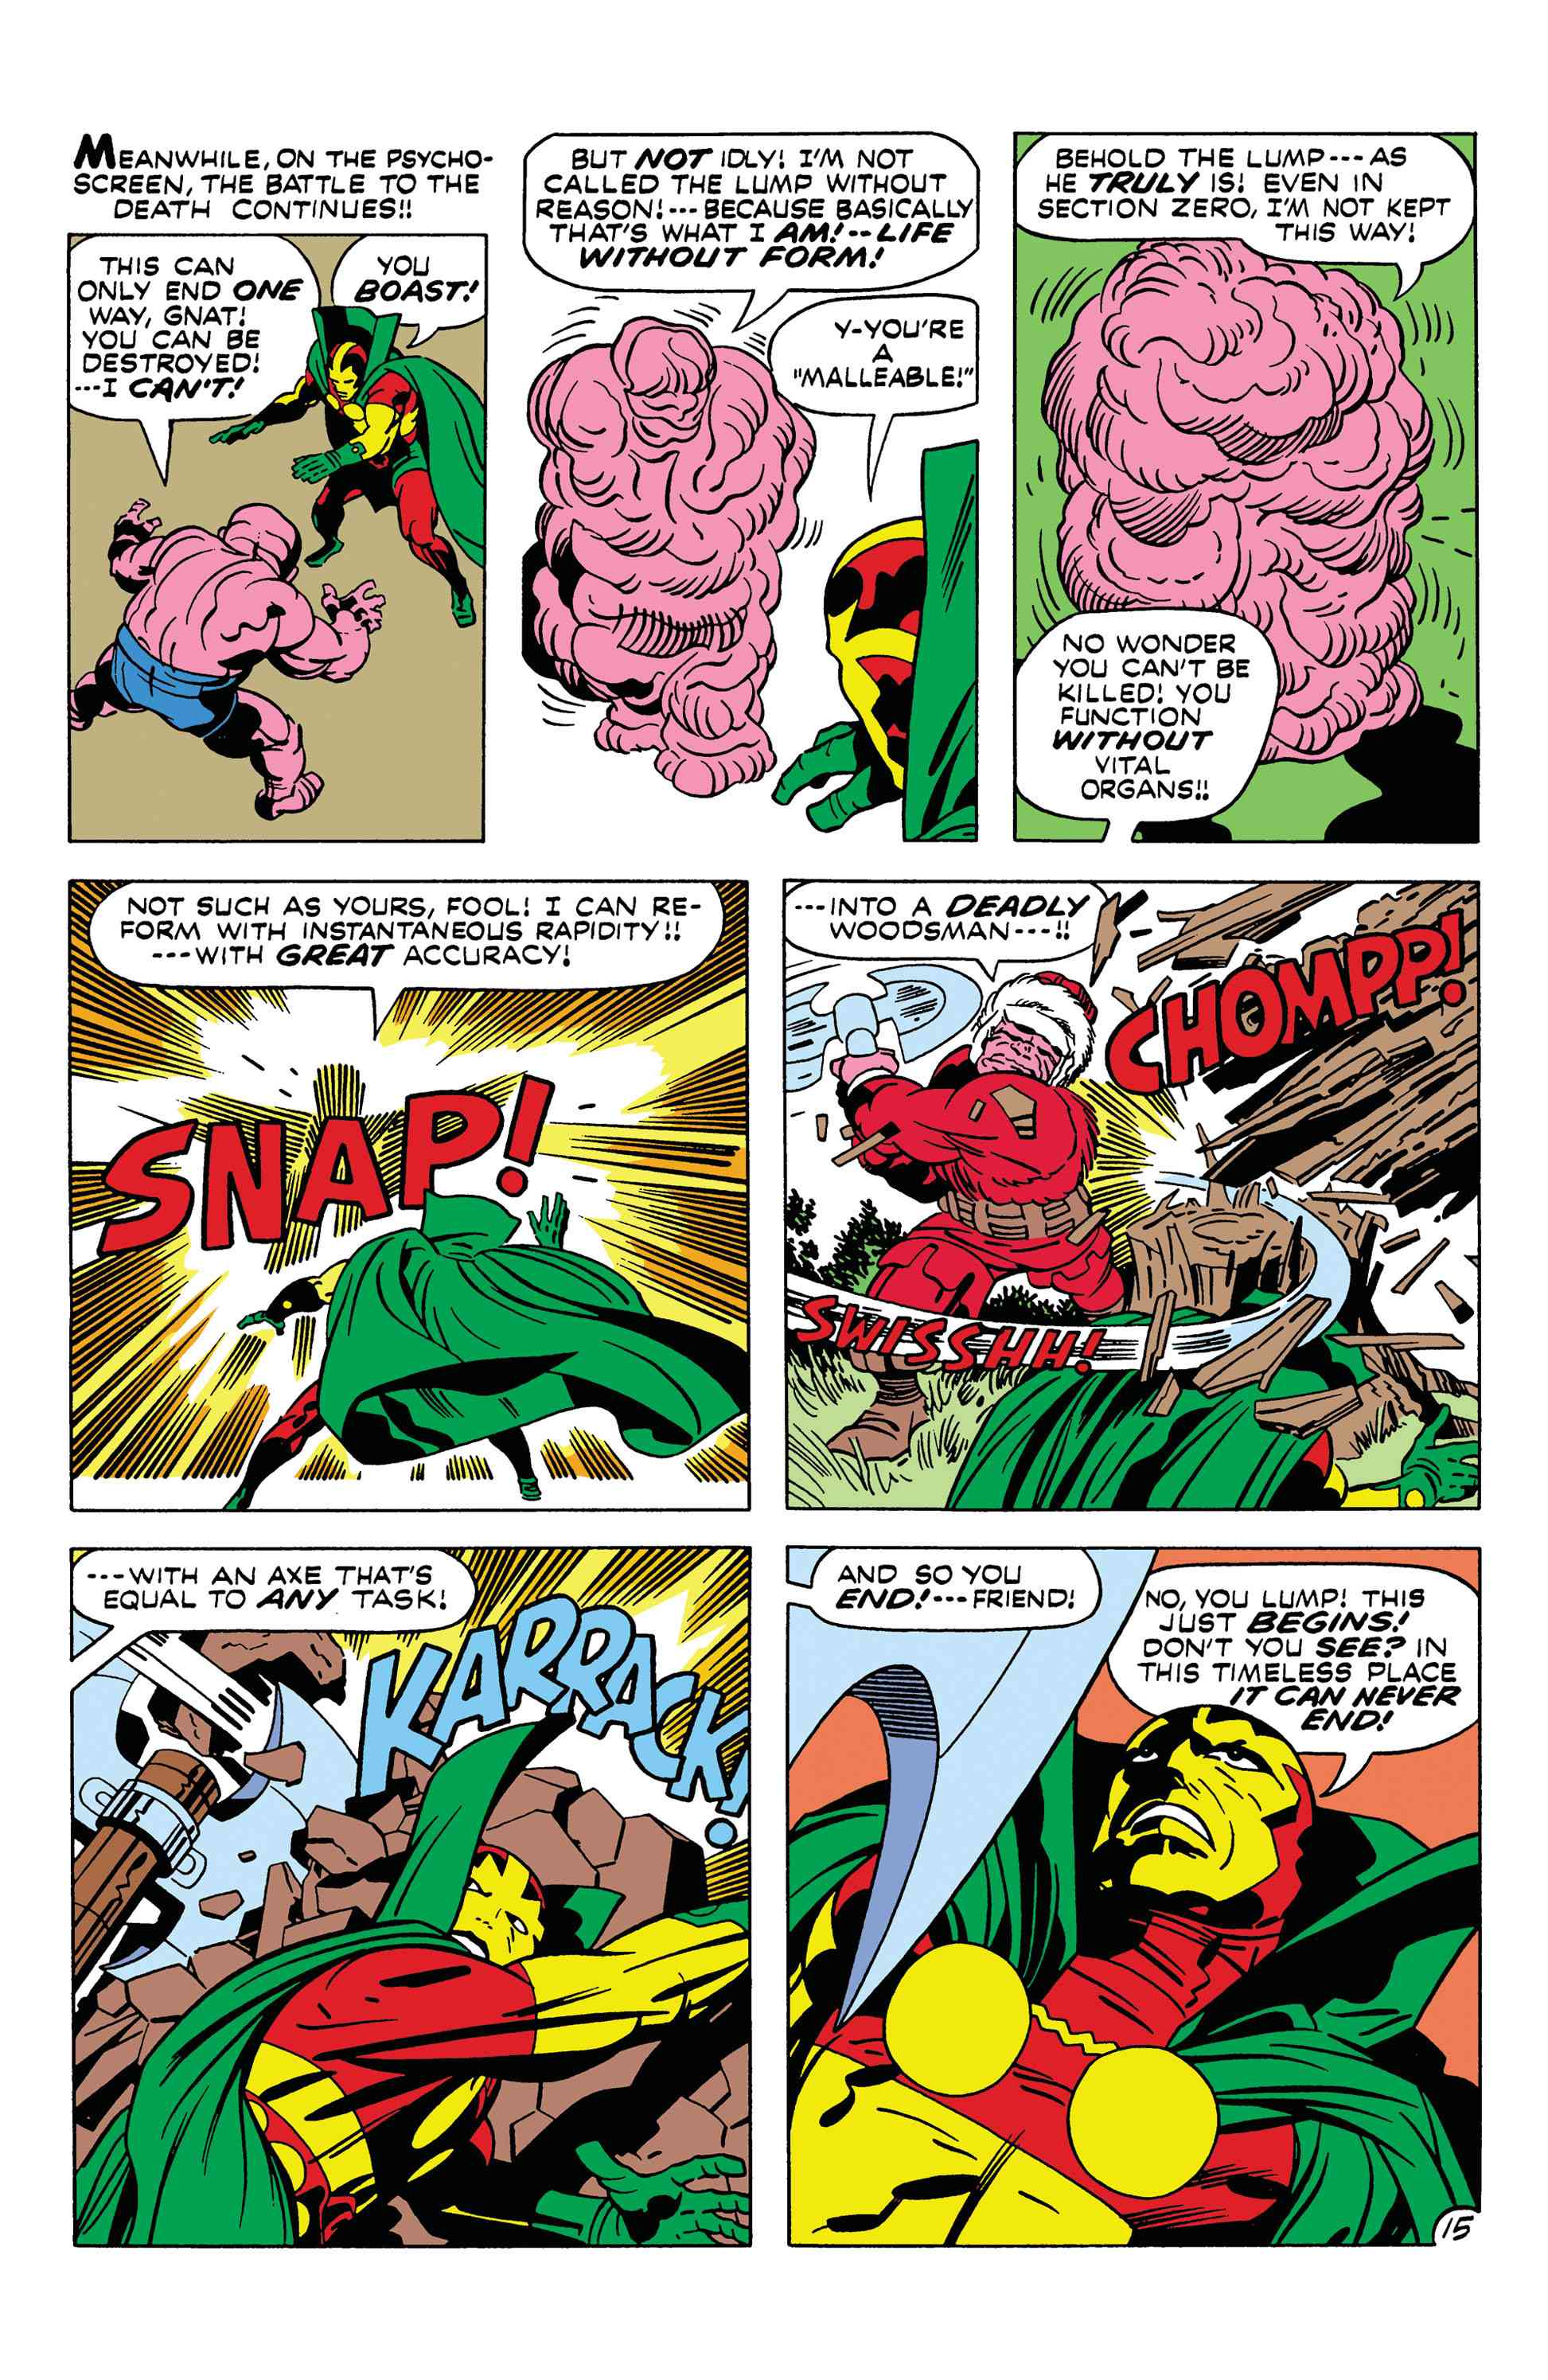 MEANWHILE, ON THE PSYCHO-
SCREEN, THE BATTLE TO THE
DEATH CONTINUES!!
THIS CAN
ONLY END ONE
WAY, GNAT!
YOU CAN BE
DESTROYED!
---I CAN'T!
YOU
BOAST!
BUT NOT IDLY! I'M NOT
CALLED THE LUMP WITHOUT
REASON!--- BECAUSE BASICALLY
THAT'S WHAT I AM!--LIFE
WITHOUT FORM!
Y-YOU'RE
A
"MALLEABLE!"
BEHOLD THE LUMP--- AS
HE TRULY IS! EVEN IN
SECTION ZERO, I'M NOT KEPT
THIS WAY!
NO WONDER
YOU CAN'T BE
KILLED! YOU
FUNCTION
WITHOUT
VITAL
ORGANS!!
NOT SUCH AS YOURS, FOOL! I CAN RE-
FORM WITH INSTANTANEOUS RAPIDITY!!
---WITH GREAT ACCURACY!
SNAP!
---INTO A DEADLY
WOODSMAN---!!
CHOMPP!
SWISSHH!
---WITH AN AXE THAT'S
EQUAL TO ANY TASK!
KARRACK!
AND SO YOU
END!---FRIEND!
NO, YOU LUMP! THIS
JUST BEGINS!
DON'T YOU SEE? IN
THIS TIMELESS PLACE
IT CAN NEVER
END!
15